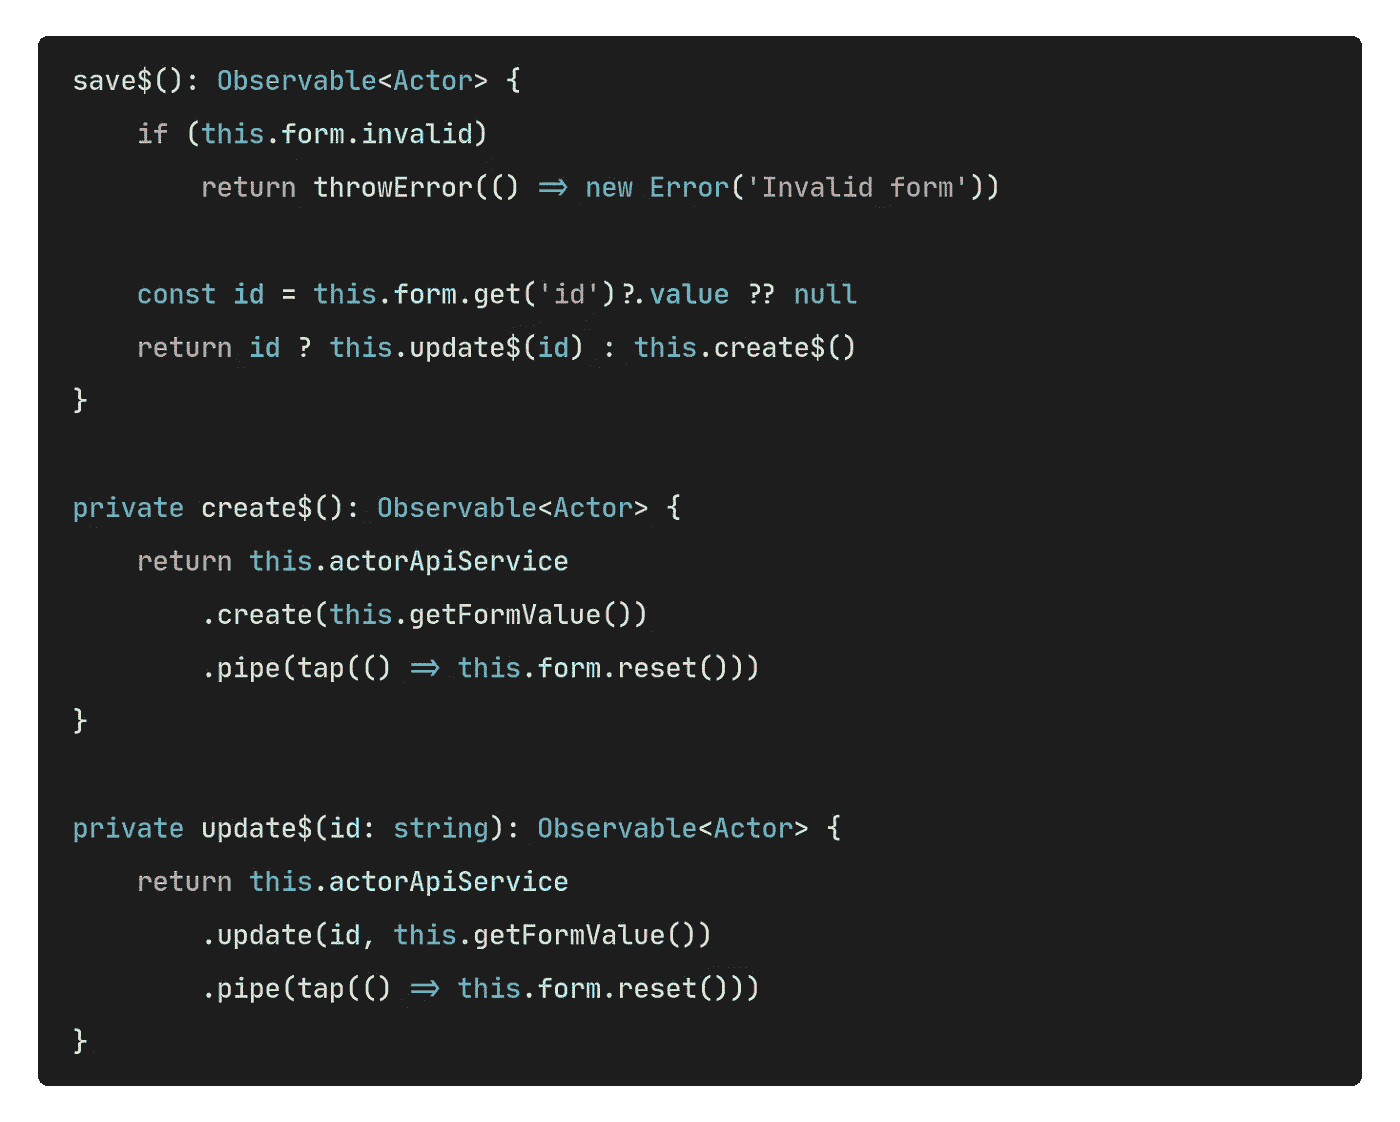 save$(): Observable<Actor> {
    if (this.form.invalid)
        return throwError(() => new Error('Invalid form'))

    const id = this.form.get('id')?.value ?? null
    return id ? this.update$(id) : this.create$()
}

private create$(): Observable<Actor> {
    return this.actorApiService
        .create(this.getFormValue())
        .pipe(tap(() => this.form.reset()))
}

private update$(id: string): Observable<Actor> {
    return this.actorApiService
        .update(id, this.getFormValue())
        .pipe(tap(() => this.form.reset()))
}